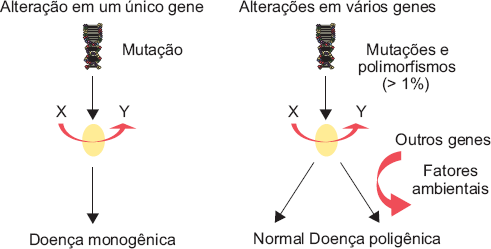 Alteração em um único gene
Mutação
X Y
Doença monogênica
Alterações em vários genes
Mutações e
polimorfismos
(> 1%)
X Y
Outros genes
Fatores
ambientais
Normal Doença poligênica